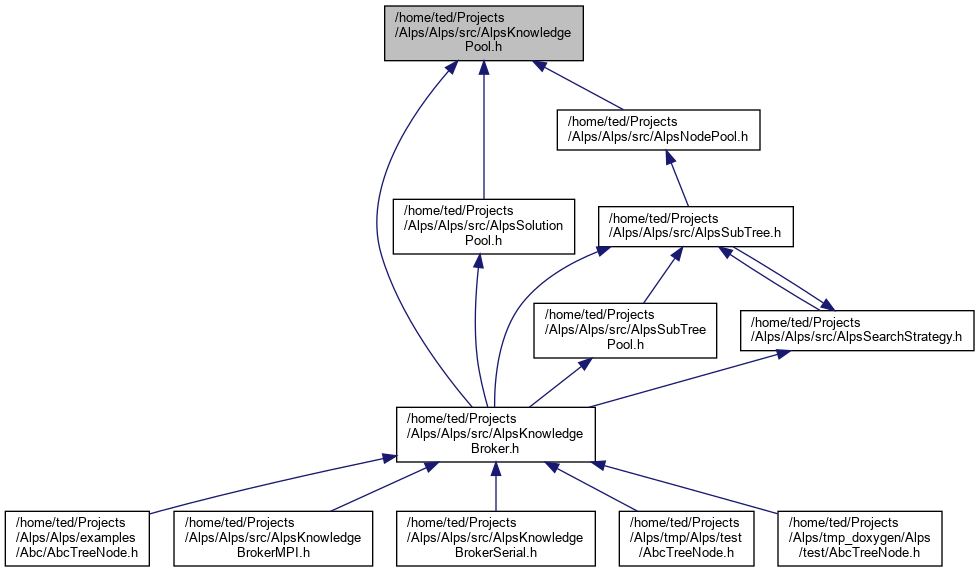 /home/ted/Projects
/Alps/Alps/src/AlpsKnowledge
Pool.h
/home/ted/Projects
/Alps/Alps/src/AlpsNodePool.h
/home/ted/Projects
/Alps/Alps/src/AlpsSolution
Pool.h
/home/ted/Projects
/Alps/Alps/src/AlpsSubTree.h
/home/ted/Projects
/Alps/Alps/src/AlpsSubTree
Pool.h
/home/ted/Projects
/Alps/Alps/src/AlpsSearchStrategy.h
/home/ted/Projects
/Alps/Alps/src/AlpsKnowledge
Broker.h
/home/ted/Projects
/Alps/Alps/examples
/Abc/AbcTreeNode.h
/home/ted/Projects
/Alps/Alps/src/AlpsKnowledge
BrokerMPI.h
/home/ted/Projects
/Alps/Alps/src/AlpsKnowledge
BrokerSerial.h
/home/ted/Projects
/Alps/tmp/Alps/test
/AbcTreeNode.h
/home/ted/Projects
/Alps/tmp_doxygen/Alps
/test/AbcTreeNode.h